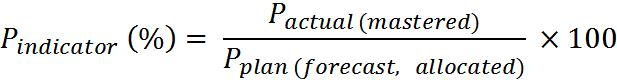 P_indicator (%) = P_actual (mastered) / P_plan (forecast, allocated) × 100